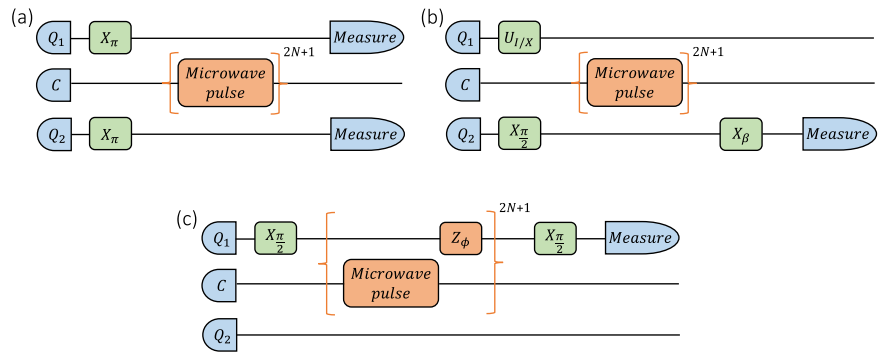 (a)
Q1 Xπ Measure
C Microwave pulse 2N+1
Q2 Xπ Measure
(b)
Q1 UI/X
C Microwave pulse 2N+1
Q2 Xπ/2 Xβ Measure
(c)
Q1 Xπ/2 Zϕ 2N+1 Xπ/2 Measure
C Microwave pulse
Q2